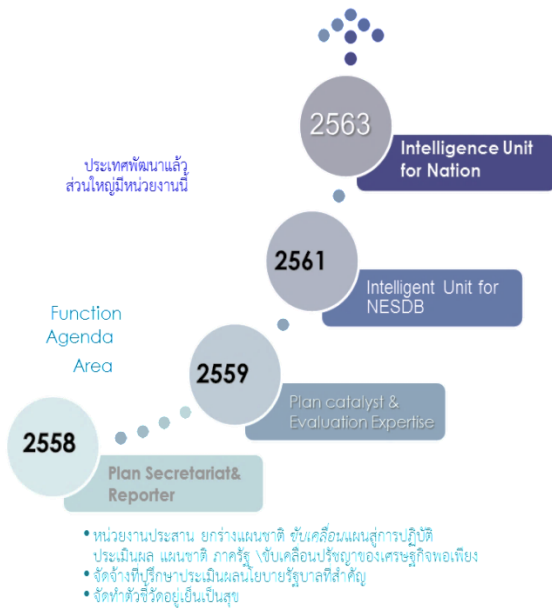 2563
Intelligence Unit
for Nation
ประเทศพัฒนาแล้ว
ส่วนใหญ่มีหน่วยงานนี้
2561
Intelligent Unit for
NESDB
Function
Agenda
Area
2559
Plan catalyst &
Evaluation Expertise
2558
Plan Secretariat&
Reporter
• หน่วยงานประสาน ยกร่างแผนชาติ ขับเคลื่อนแผนสู่การปฏิบัติ
ประเมินผล แผนชาติ ภาครัฐ \ขับเคลือนปรัชญาของเศรษฐกิจพอเพียง
• จัดจ้างที่ปรึกษาประเมินผลนโยบายรัฐบาลที่สำคัญ
• จัดทำตัวชี้วัดอยู่เย็นเป็นสุข